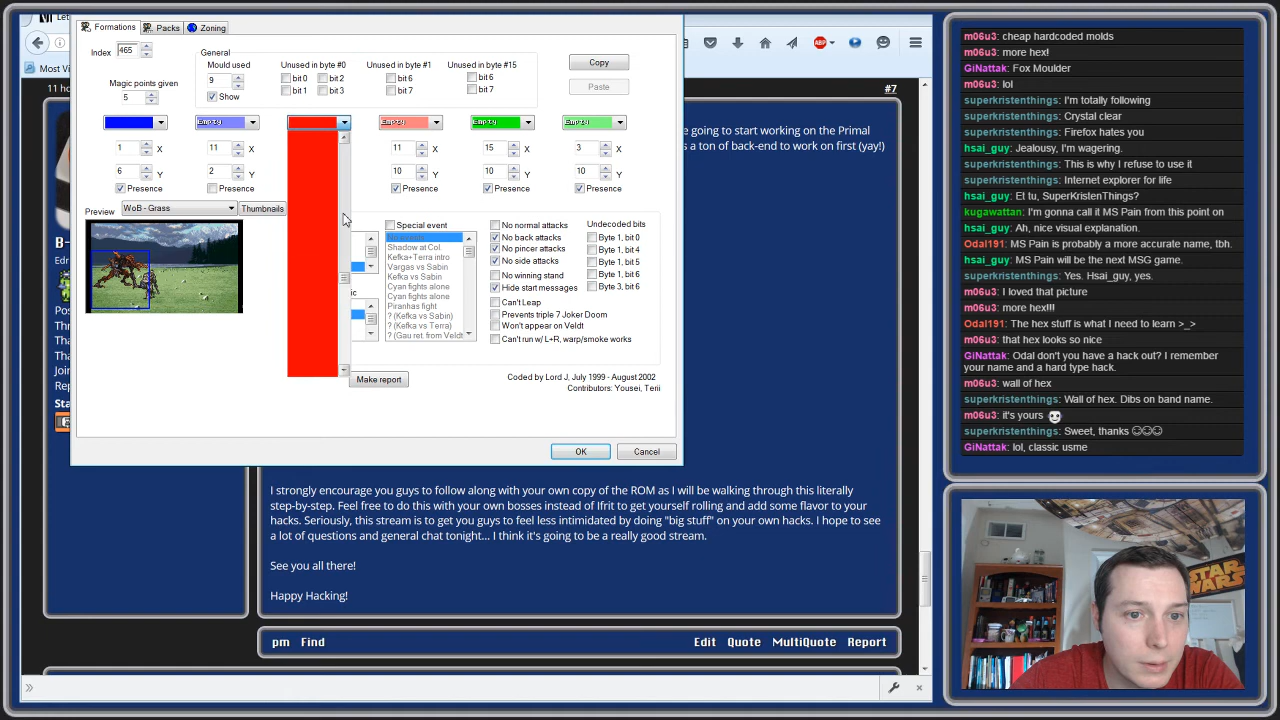 Let
Formations
Packs
Zoning
Index
465
General
Mould used
9
Show
Unused in byte #0
bit 0
bit 2
bit 1
bit 3
Unused in byte #1
bit 6
bit 7
Unused in byte #15
bit 6
bit 7
Copy
Paste
Magic points given
5
Empty
Empty
Empty
Empty
1 X
11 X
11 X
15 X
3 X
6 Y
2 Y
10 Y
10 Y
10 Y
Presence
Presence
Presence
Presence
Presence
Preview
WoB - Grass
Thumbnails
Special event
Shadow at Col.
Kefka+Terra intro
Vargas vs Sabin
Kefka vs Sabin
Cyan fights alone
Cyan fights alone
Piranhas fight
? (Kefka vs Sabin)
? (Kefka vs Terra)
? (Gau ret. from Veldt
No normal attacks
No back attacks
No pincer attacks
No side attacks
No winning stand
Hide start messages
Can't Leap
Prevents triple 7 Joker Doom
Won't appear on Veldt
Can't run w/ L+R, warp/smoke works
Undecoded bits
Byte 1, bit 0
Byte 1, bit 4
Byte 1, bit 5
Byte 1, bit 6
Byte 3, bit 6
Make report
Coded by Lord J, July 1999 - August 2002
Contributors: Yousei, Terii
OK
Cancel
Most Vi
11 ho
#7
ABP
e going to start working on the Primal
s a ton of back-end to work on first (yay!)
B-
Ed
Pos
Thr
Joi
Rep
Sta
I strongly encourage you guys to follow along with your own copy of the ROM as I will be walking through this literally
step-by-step. Feel free to do this with your own bosses instead of Ifrit to get yourself rolling and add some flavor to your
hacks. Seriously, this stream is to get you guys to feel less intimidated by doing "big stuff" on your own hacks. I hope to see
a lot of questions and general chat tonight... I think it's going to be a really good stream.
See you all there!
Happy Hacking!
pm Find
Edit Quote MultiQuote Report
m06u3: cheap hardcoded molds
m06u3: more hex!
GiNattak: Fox Moulder
m06u3: lol
superkristenthings: I'm totally following
superkristenthings: Crystal clear
superkristenthings: Firefox hates you
hsai_guy: Jealousy, I'm wagering.
superkristenthings: This is why I refuse to use it
superkristenthings: Internet explorer for life
hsai_guy: Et tu, SuperKristenThings?
kugawattan: I'm gonna call it MS Pain from this point on
hsai_guy: Ah, nice visual explanation.
Odal191: MS Pain is probably a more accurate name, tbh.
hsai_guy: MS Pain will be the next MSG game.
superkristenthings: Yes. Hsai_guy, yes.
m06u3: I loved that picture
m06u3: more hex!!!
Odal191: The hex stuff is what I need to learn >_>
m06u3: that hex looks so nice
GiNattak: Odal don't you have a hack out? I remember
your name and a hard type hack.
m06u3: wall of hex
superkristenthings: Wall of hex. Dibs on band name.
m06u3: it's yours
superkristenthings: Sweet, thanks
GiNattak: lol, classic usme
STAR
WARS